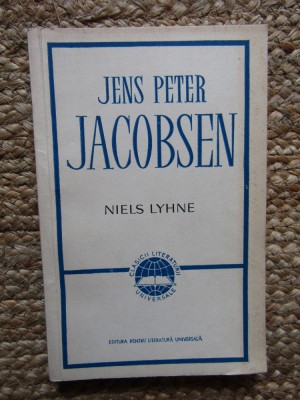 JENS PETER
JACOBSEN
NIELS LYHNE
CLASICII LITERATURII
UNIVERSALE
EDITURA PENTRU LITERATURĂ UNIVERSALĂ